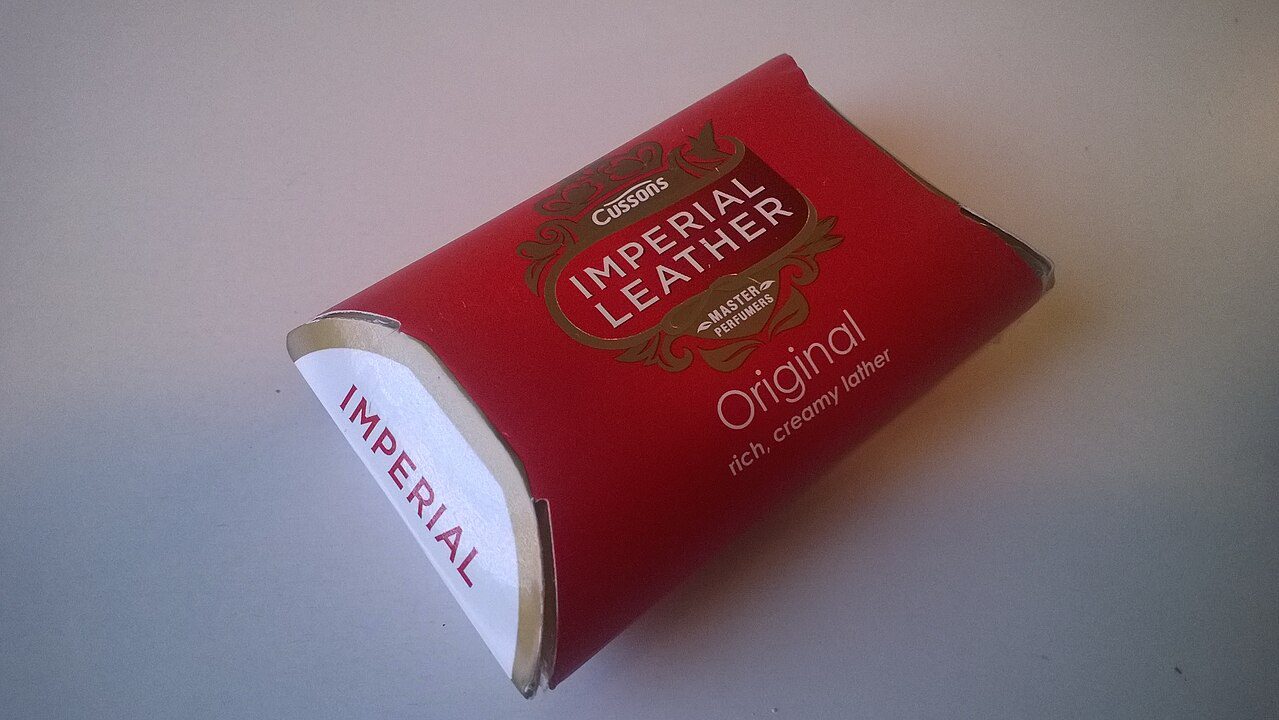 Cussons
IMPERIAL
LEATHER
MASTER
PERFUMERS
Original
rich, creamy lather
IMPERIAL